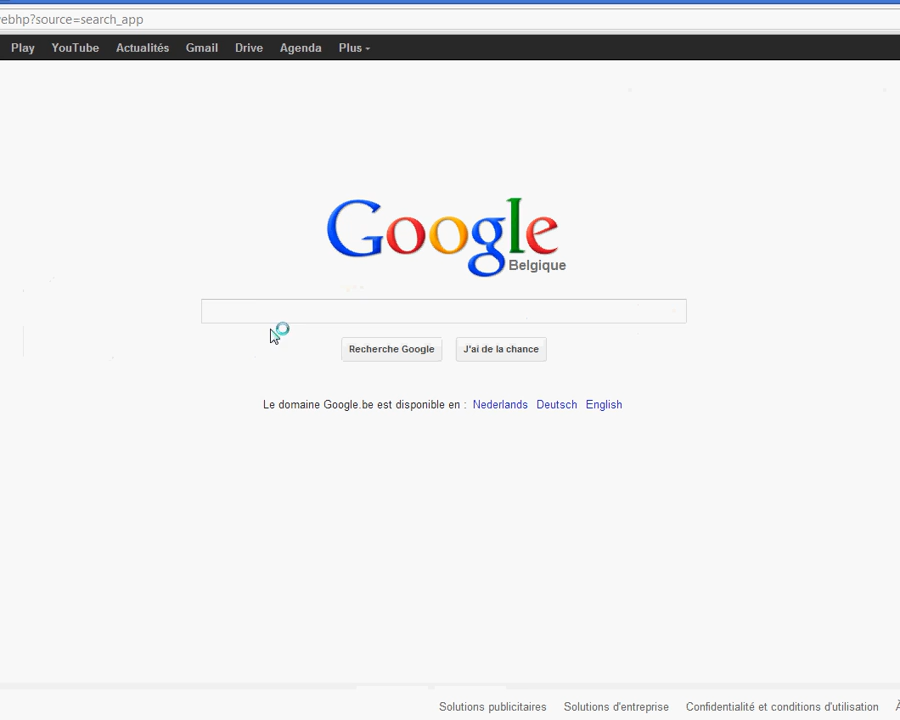 ebhp?source=search_app
Play YouTube Actualités Gmail Drive Agenda Plus
Google
Belgique
Recherche Google J'ai de la chance
Le domaine Google.be est disponible en : Nederlands Deutsch English
Solutions publicitaires Solutions d'entreprise Confidentialité et conditions d'utilisation